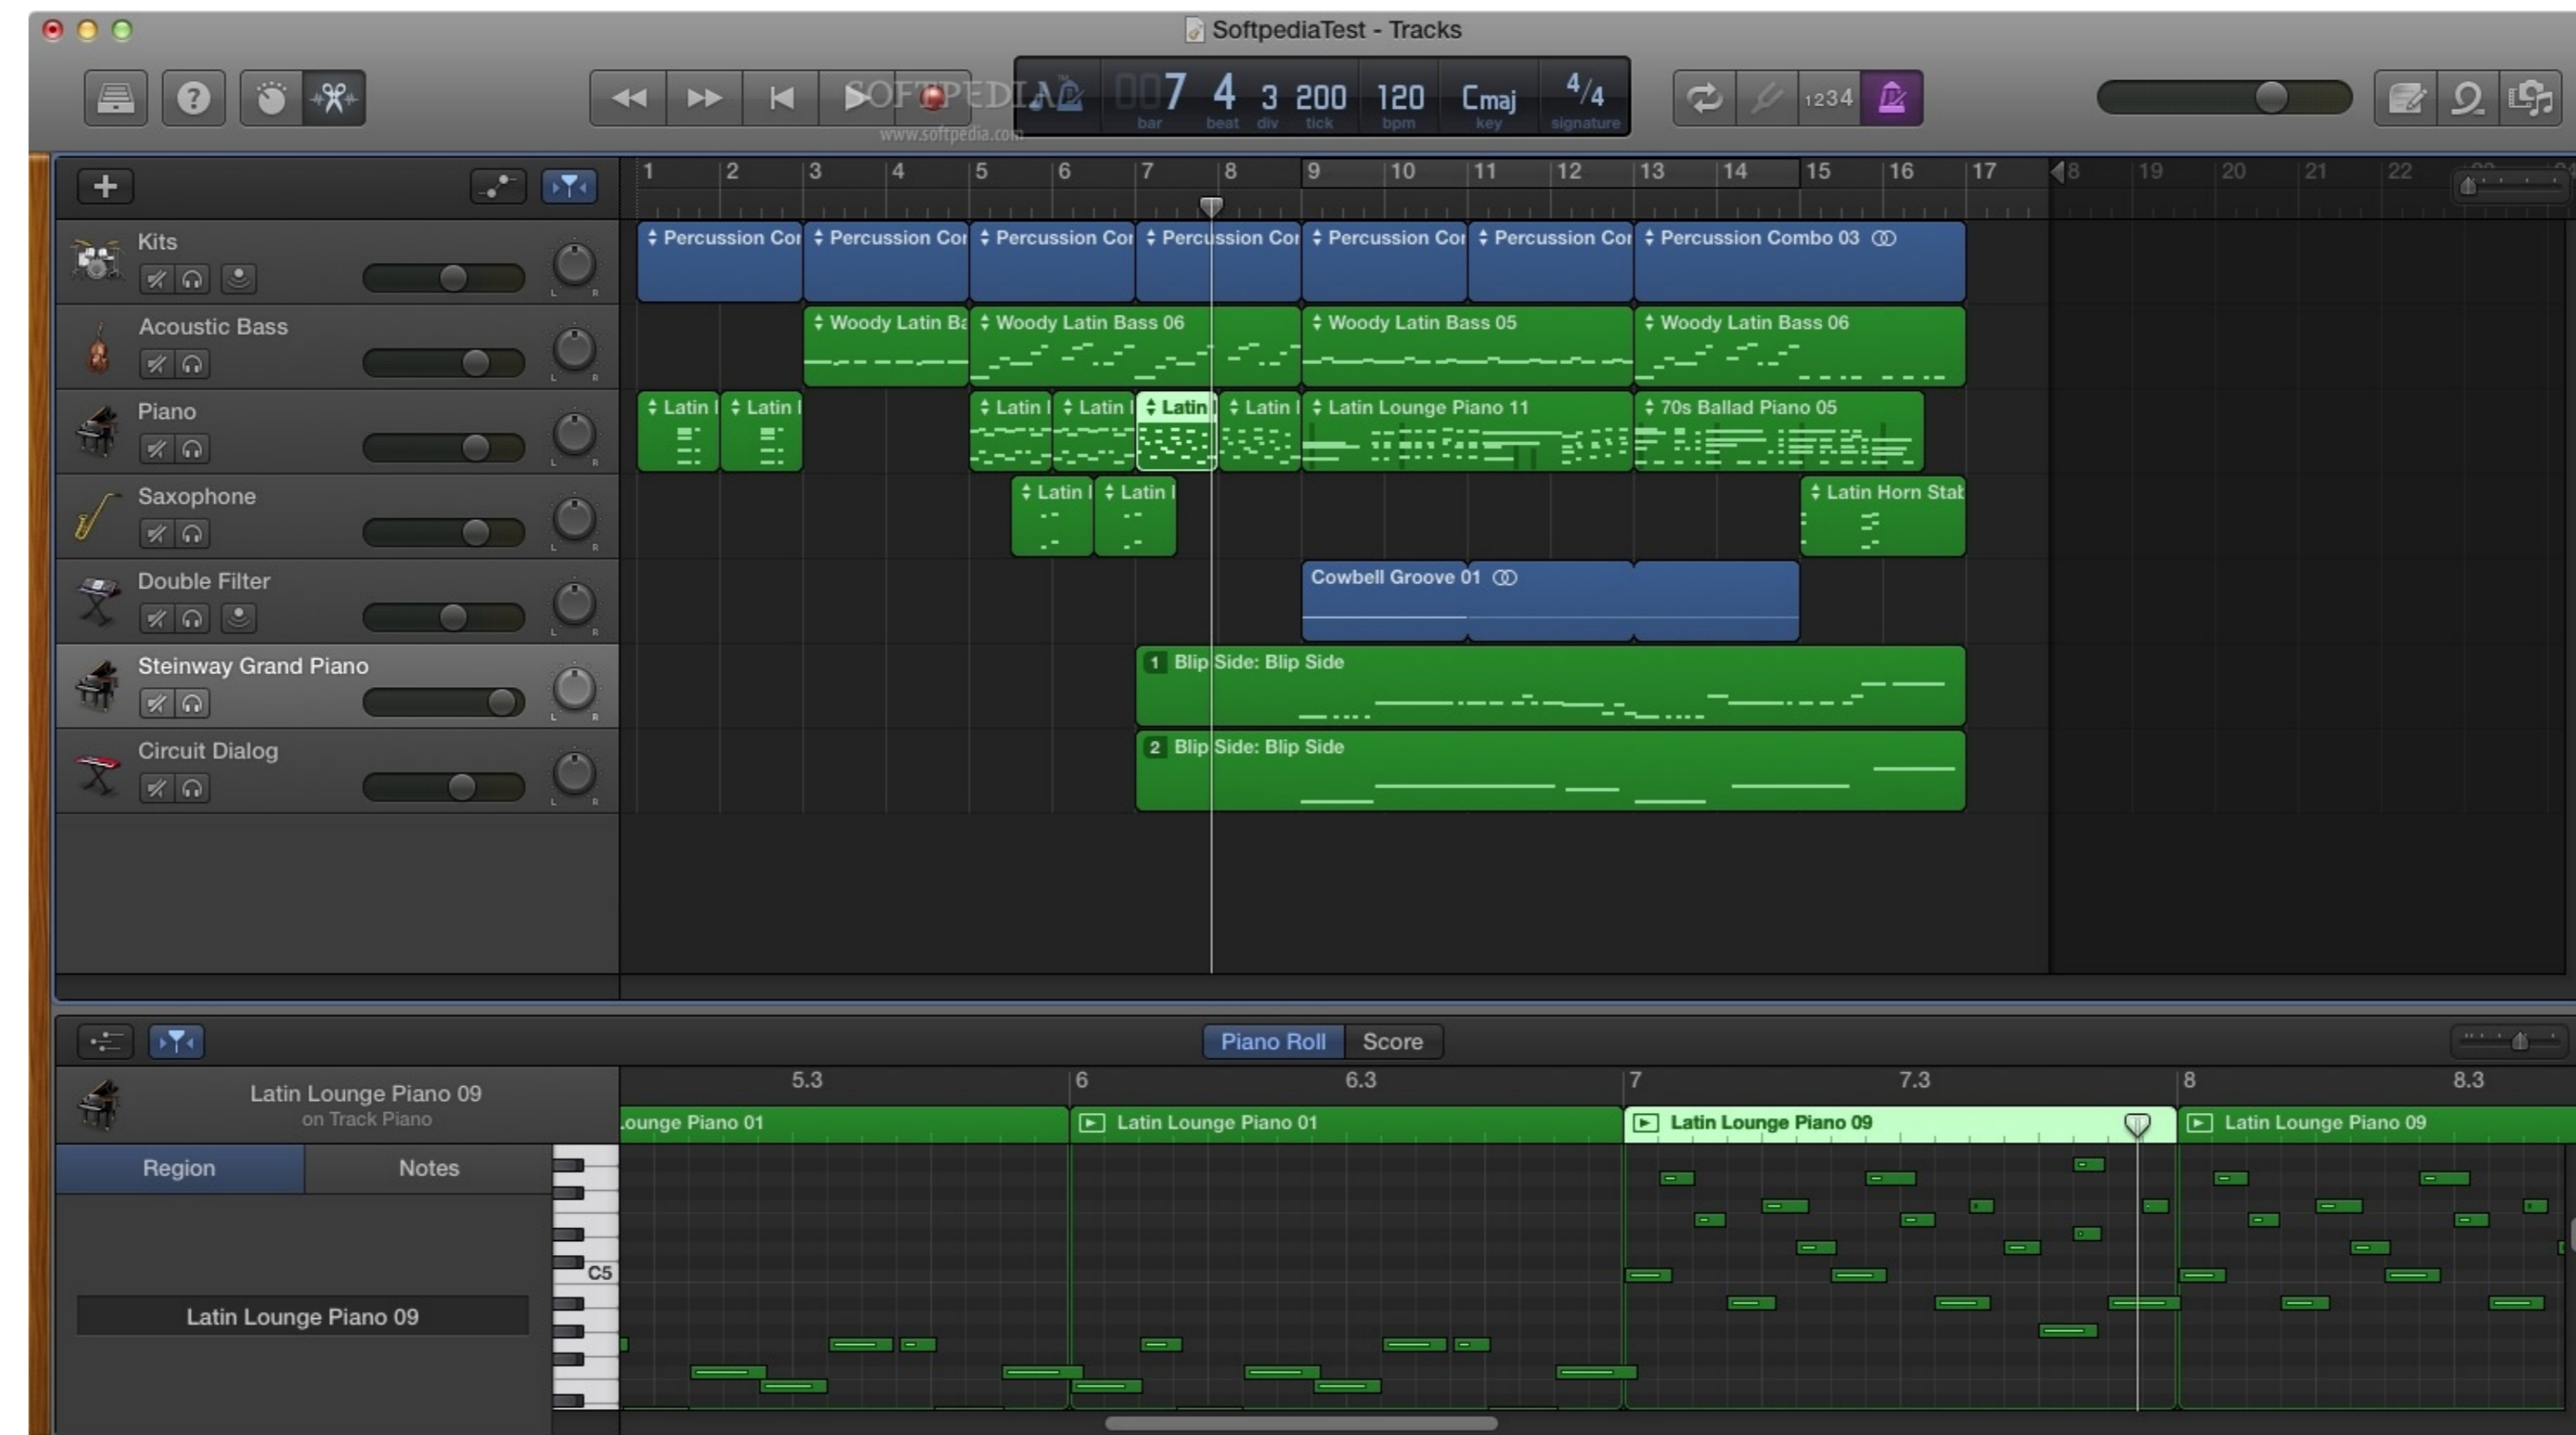 SoftpediaTest - Tracks
SOFTPEDIA™
www.softpedia.com
007 4 3 200 120 Cmaj 4/4
bar beat div tick bpm key signature
1234
1 2 3 4 5 6 7 8 9 10 11 12 13 14 15 16 17 8 19 20 21 22
Kits
L R
Percussion Cor Percussion Cor Percussion Cor Percussion Cor Percussion Cor Percussion Cor Percussion Combo 03
Acoustic Bass
L R
Woody Latin Ba Woody Latin Bass 06 Woody Latin Bass 05 Woody Latin Bass 06
Piano
L R
Latin Latin Latin Latin Latin Latin Latin Lounge Piano 11 70s Ballad Piano 05
Saxophone
L R
Latin Latin Latin Horn Stab
Double Filter
L R
Cowbell Groove 01
Steinway Grand Piano
L R
1 Blip Side: Blip Side
Circuit Dialog
L R
2 Blip Side: Blip Side
Piano Roll Score
Latin Lounge Piano 09
on Track Piano
5.3 6 6.3 7 7.3 8 8.3
ounge Piano 01 Latin Lounge Piano 01 Latin Lounge Piano 09 Latin Lounge Piano 09
Region Notes
C5
Latin Lounge Piano 09